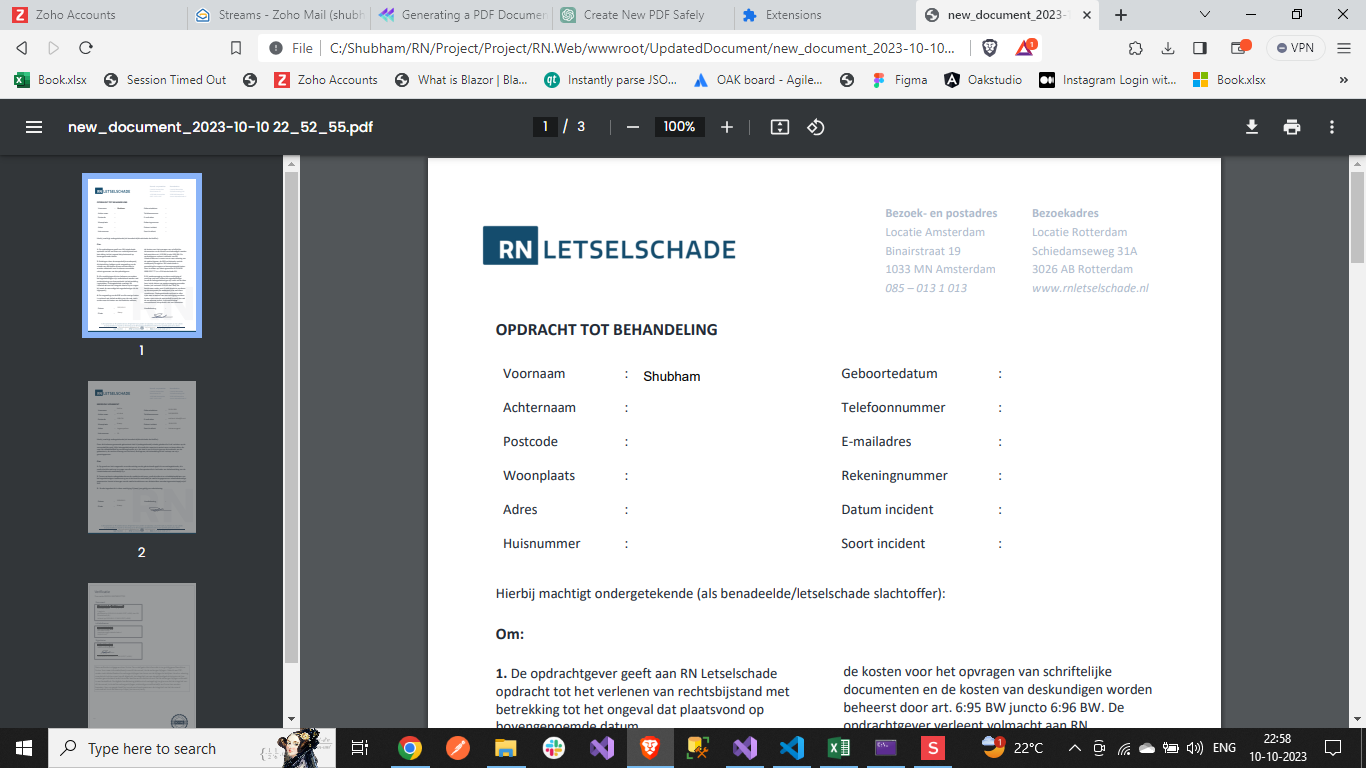 Zoho Accounts
Streams - Zoho Mail (shubh
Generating a PDF Documen
Create New PDF Safely
Extensions
new_document_2023-1
File
C:/Shubham/RN/Project/Project/RN.Web/wwwroot/UpdatedDocument/new_document_2023-10-10...
1
VPN
Book.xlsx
Session Timed Out
Zoho Accounts
What is Blazor | Bla...
Instantly parse JSO...
OAK board - Agile...
Figma
Oakstudio
Instagram Login wit...
Book.xlsx
»
new_document_2023-10-10 22_52_55.pdf
1 / 3
100%
1
2
RN LETSELSCHADE
Bezoek- en postadres
Locatie Amsterdam
Binairstraat 19
1033 MN Amsterdam
085 – 013 1 013
Bezoekadres
Locatie Rotterdam
Schiedamseweg 31A
3026 AB Rotterdam
www.rnletselschade.nl
OPDRACHT TOT BEHANDELING
Voornaam : Shubham
Geboortedatum :
Achternaam :
Telefoonnummer :
Postcode :
E-mailadres :
Woonplaats :
Rekeningnummer :
Adres :
Datum incident :
Huisnummer :
Soort incident :
Hierbij machtigt ondergetekende (als benadeelde/letselschade slachtoffer):
Om:
1. De opdrachtgever geeft aan RN Letselschade
opdracht tot het verlenen van rechtsbijstand met
betrekking tot het ongeval dat plaatsvond op
bovengenoemde datum
de kosten voor het opvragen van schriftelijke
documenten en de kosten van deskundigen worden
beheerst door art. 6:95 BW juncto 6:96 BW. De
opdrachtgever verleent volmacht aan RN
Type here to search
22°C
ENG
22:58
10-10-2023